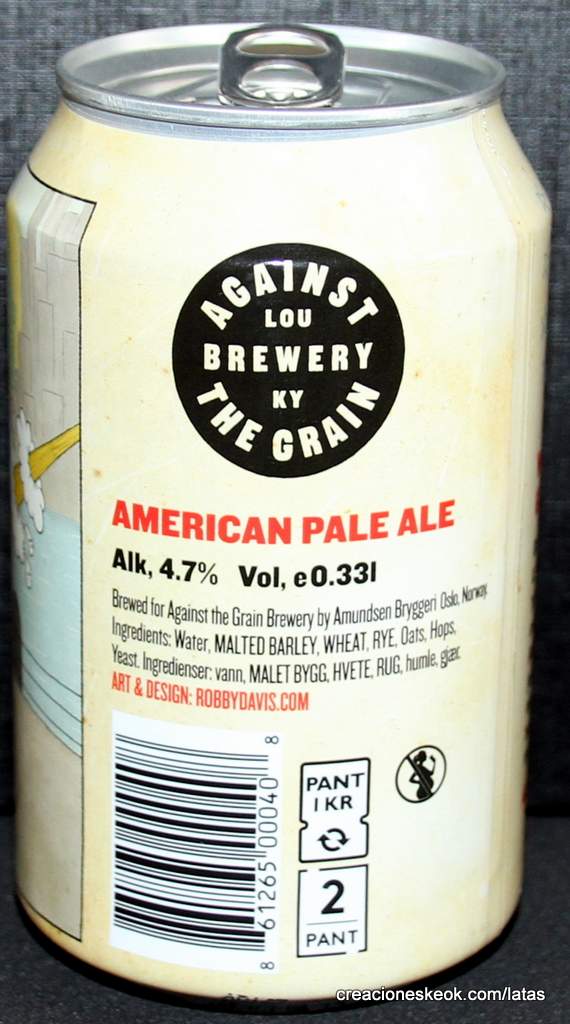 AGAINST
LOU
BREWERY
KY
THE GRAIN
AMERICAN PALE ALE
Alk, 4.7% Vol, e0.33l
Brewed for Against the Grain Brewery by Amundsen Bryggeri Oslo, Norway.
Ingredients: Water, MALTED BARLEY, WHEAT, RYE, Oats, Hops,
Yeast. Ingredienser: vann, MALET BYGG, HVETE, RUG, humle, gjær.
ART & DESIGN: ROBBYDAVIS.COM
8 61265 00040 8
PANT
1 KR
2
PANT
creacioneskeok.com/latas